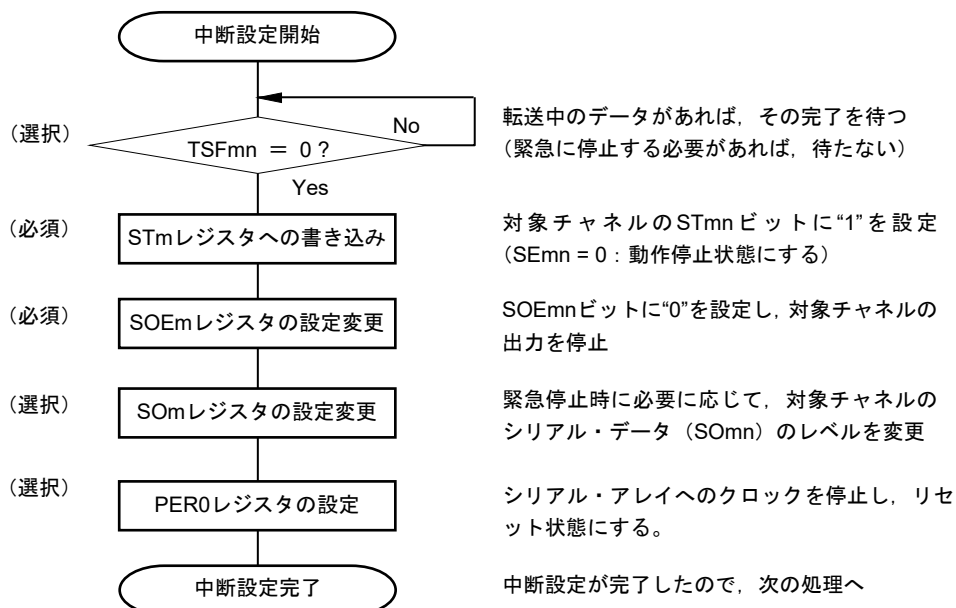 中断設定開始
（選択）
TSFmn ＝ 0？
No
Yes
転送中のデータがあれば，その完了を待つ
（緊急に停止する必要があれば，待たない）
（必須）
STmレジスタへの書き込み
対象チャネルのSTmnビットに“1”を設定
（SEmn = 0：動作停止状態にする）
（必須）
SOEmレジスタの設定変更
SOEmnビットに“0”を設定し，対象チャネルの
出力を停止
（選択）
SOmレジスタの設定変更
緊急停止時に必要に応じて，対象チャネルの
シリアル・データ（SOmn）のレベルを変更
（選択）
PER0レジスタの設定
シリアル・アレイへのクロックを停止し，リセ
ット状態にする。
中断設定完了
中断設定が完了したので，次の処理へ